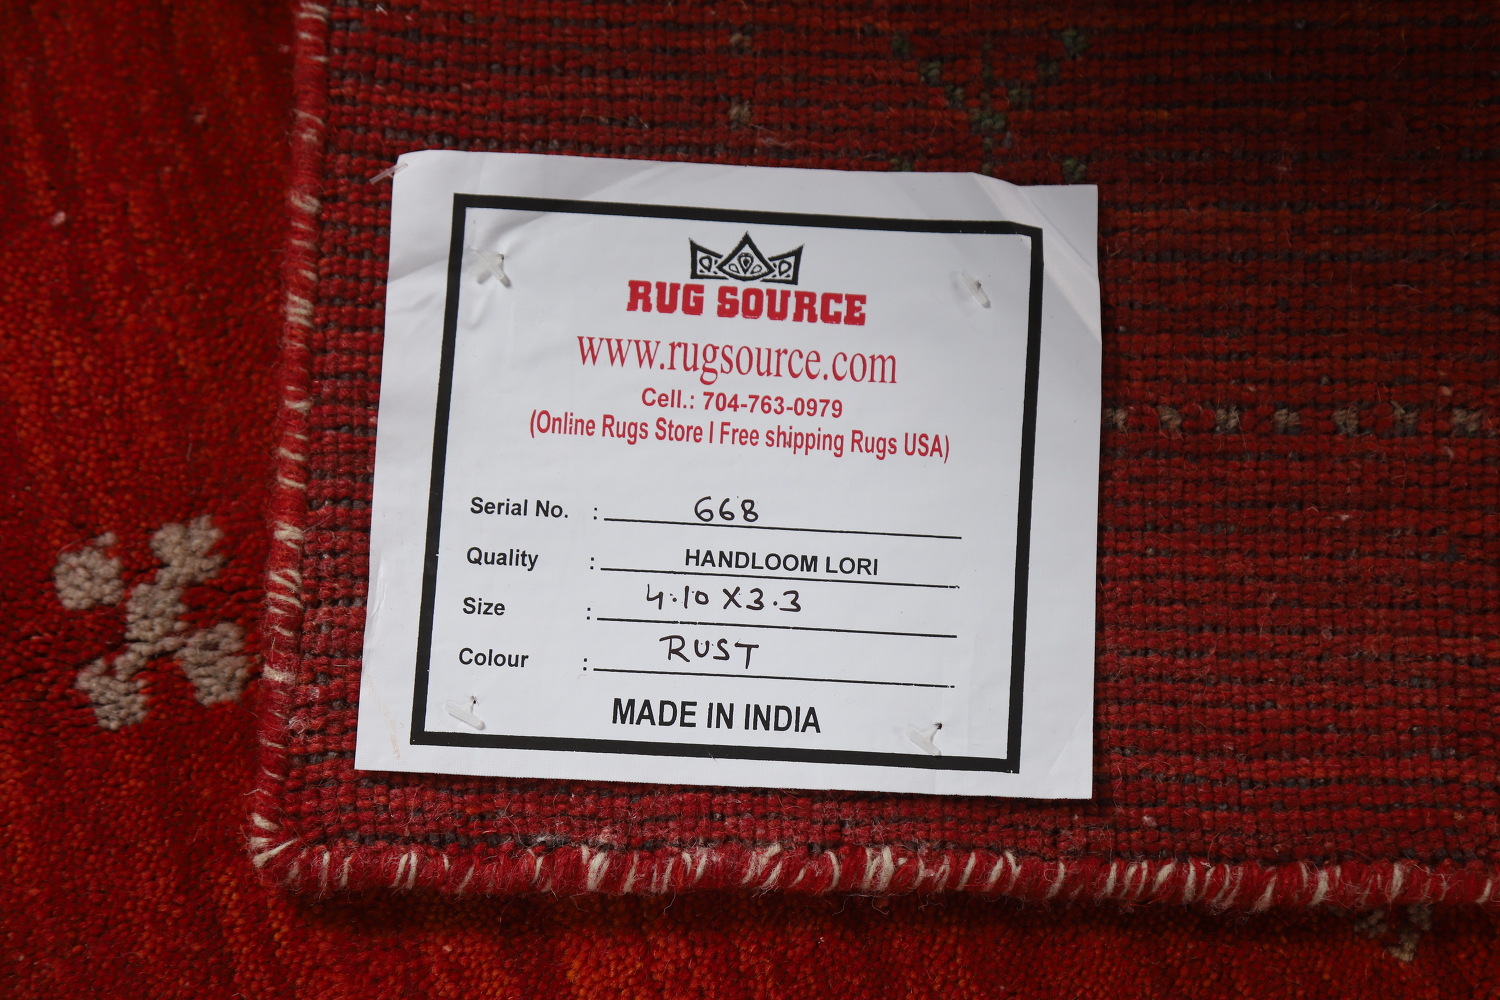 RUG SOURCE
www.rugsource.com
Cell.: 704-763-0979
(Online Rugs Store I Free shipping Rugs USA)
Serial No. : 668
Quality : HANDLOOM LORI
Size : 4.10 X 3.3
Colour : RUST
MADE IN INDIA